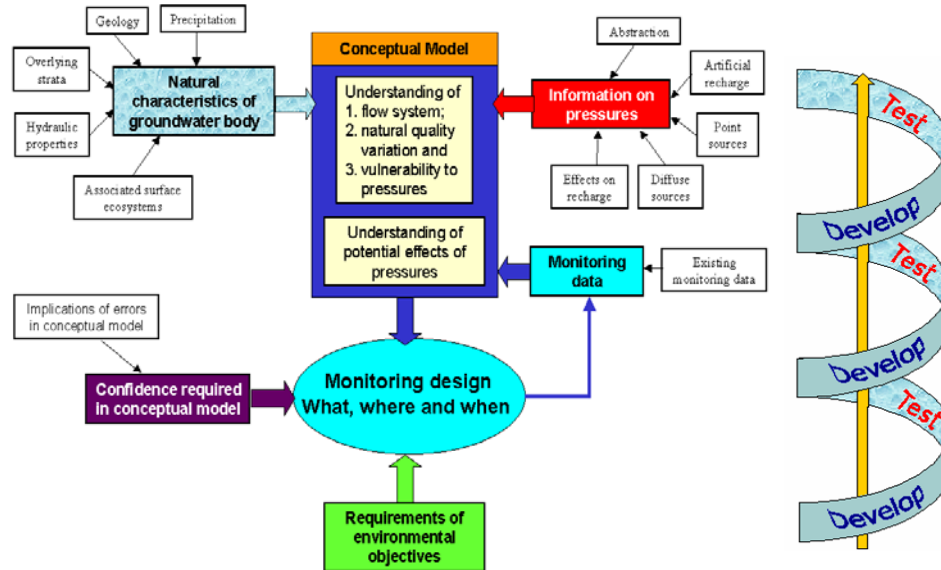 Geology
Precipitation
Overlying
strata
Natural
characteristics of
groundwater body
Hydraulic
properties
Associated surface
ecosystems
Conceptual Model
Understanding of
1. flow system;
2. natural quality
variation and
3. vulnerability to
pressures
Understanding of
potential effects of
pressures
Abstraction
Artificial
recharge
Information on
pressures
Point
sources
Effects on
recharge
Diffuse
sources
Monitoring
data
Existing
monitoring data
Implications of errors
in conceptual model
Confidence required
in conceptual model
Monitoring design
What, where and when
Requirements of
environmental
objectives
Test
Develop
Test
Develop
Test
Develop